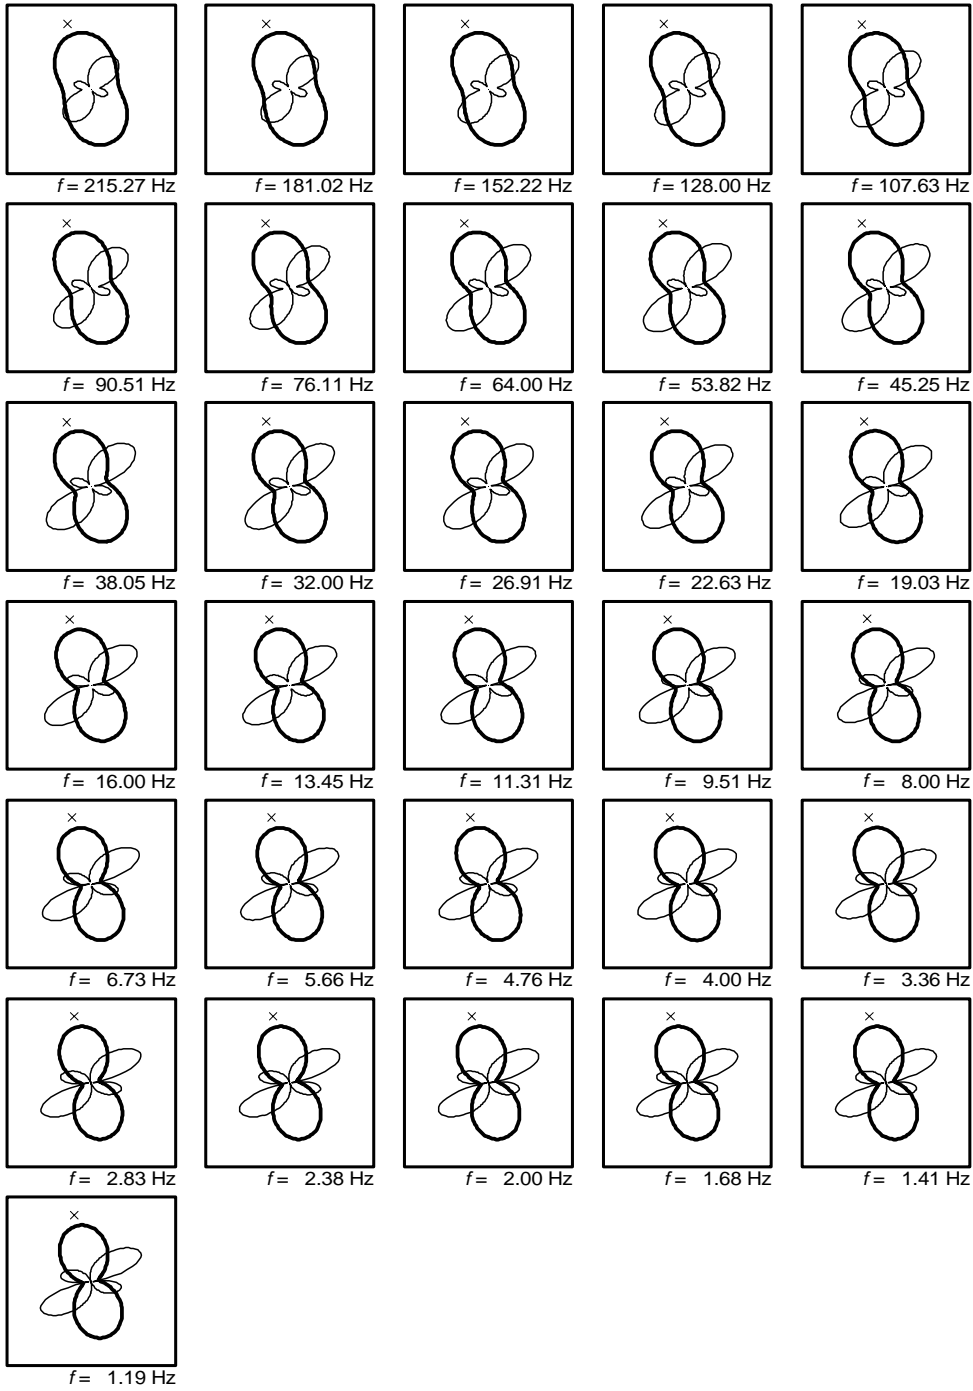 f = 215.27 Hz f = 181.02 Hz f = 152.22 Hz f = 128.00 Hz f = 107.63 Hz
f = 90.51 Hz f = 76.11 Hz f = 64.00 Hz f = 53.82 Hz f = 45.25 Hz
f = 38.05 Hz f = 32.00 Hz f = 26.91 Hz f = 22.63 Hz f = 19.03 Hz
f = 16.00 Hz f = 13.45 Hz f = 11.31 Hz f = 9.51 Hz f = 8.00 Hz
f = 6.73 Hz f = 5.66 Hz f = 4.76 Hz f = 4.00 Hz f = 3.36 Hz
f = 2.83 Hz f = 2.38 Hz f = 2.00 Hz f = 1.68 Hz f = 1.41 Hz
f = 1.19 Hz